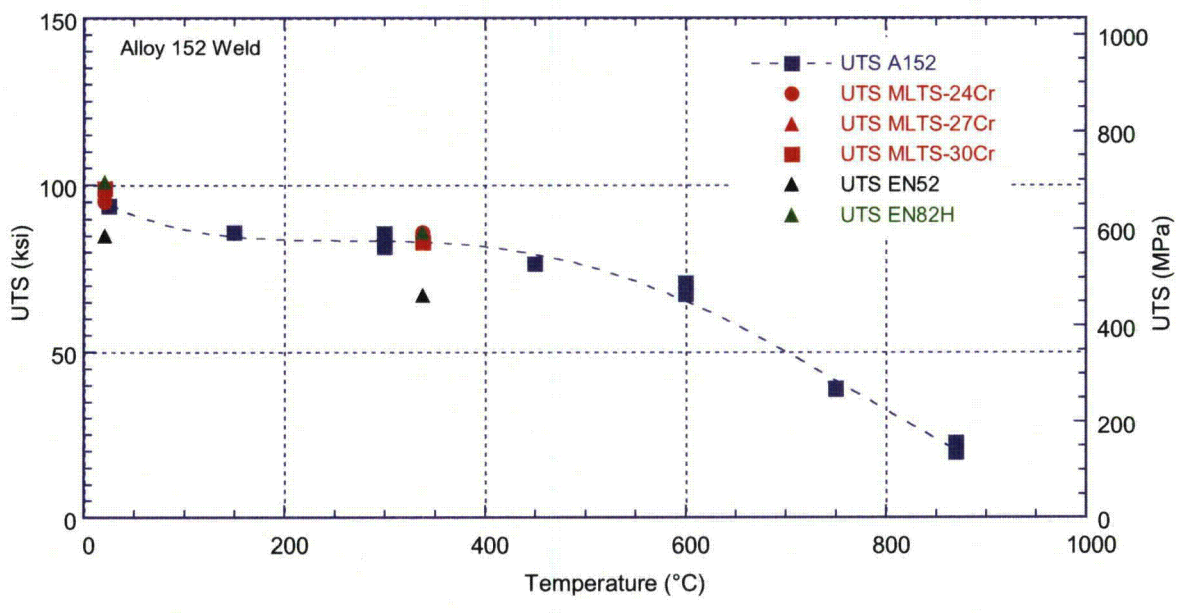 Alloy 152 Weld
UTS A152
UTS MLTS-24Cr
UTS MLTS-27Cr
UTS MLTS-30Cr
UTS EN52
UTS EN82H
150
100
50
0
UTS (ksi)
1000
800
600
400
200
0
UTS (MPa)
0 200 400 600 800 1000
Temperature (°C)